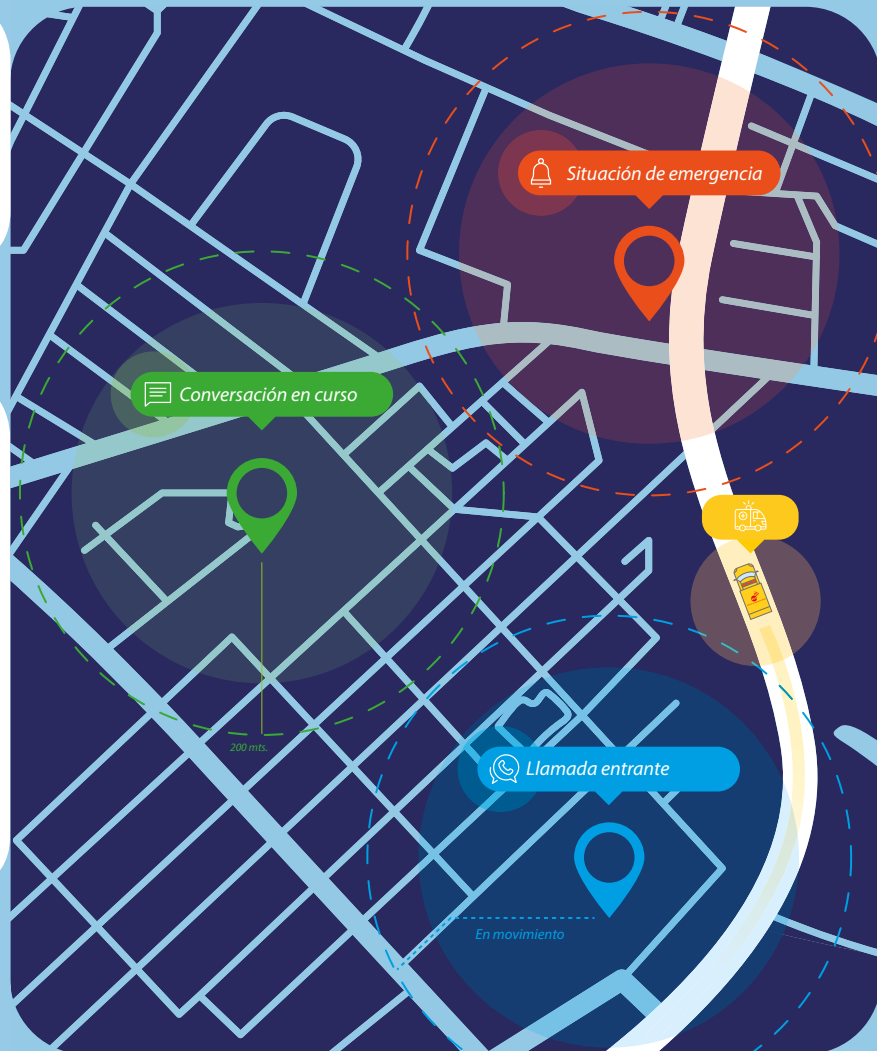 Situación de emergencia
Conversación en curso
200 mts.
Llamada entrante
En movimiento